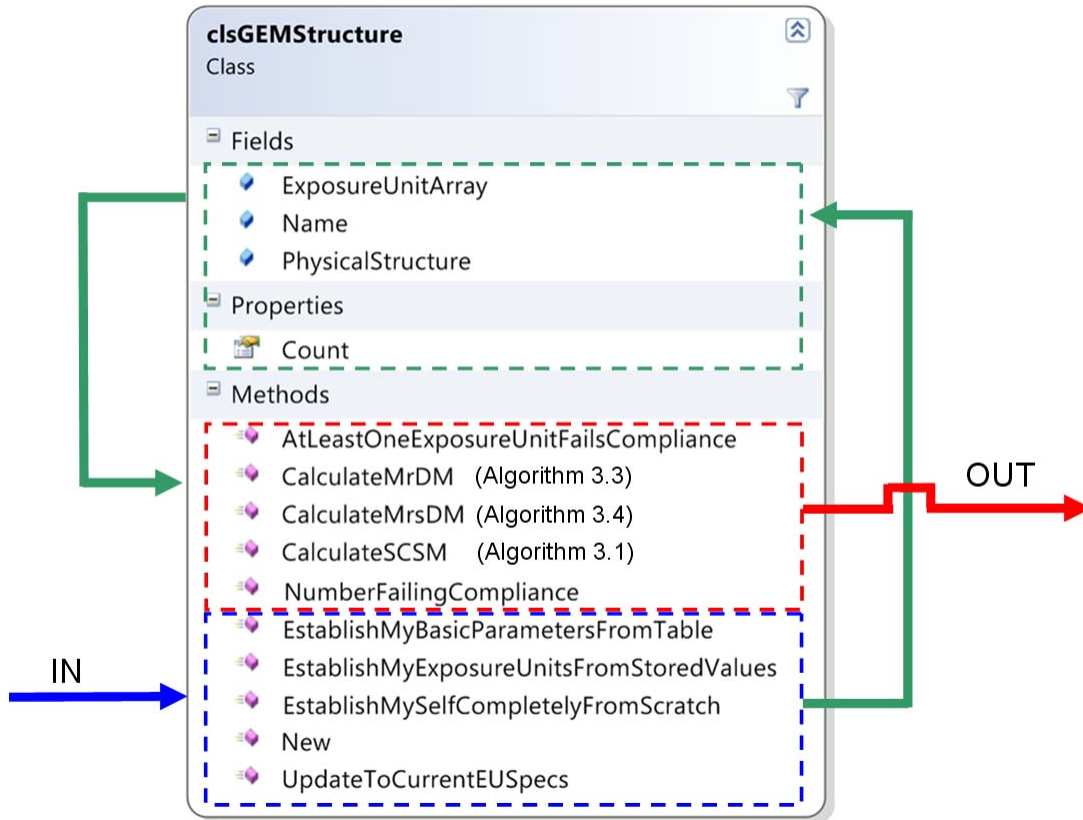 clsGEMStructure
Class
Fields
ExposureUnitArray
Name
PhysicalStructure
Properties
Count
Methods
AtLeastOneExposureUnitFailsCompliance
CalculateMrDM (Algorithm 3.3)
CalculateMrsDM (Algorithm 3.4)
CalculateSCSM (Algorithm 3.1)
NumberFailingCompliance
EstablishMyBasicParametersFromTable
EstablishMyExposureUnitsFromStoredValues
EstablishMySelfCompletelyFromScratch
New
UpdateToCurrentEUSpecs
IN
OUT